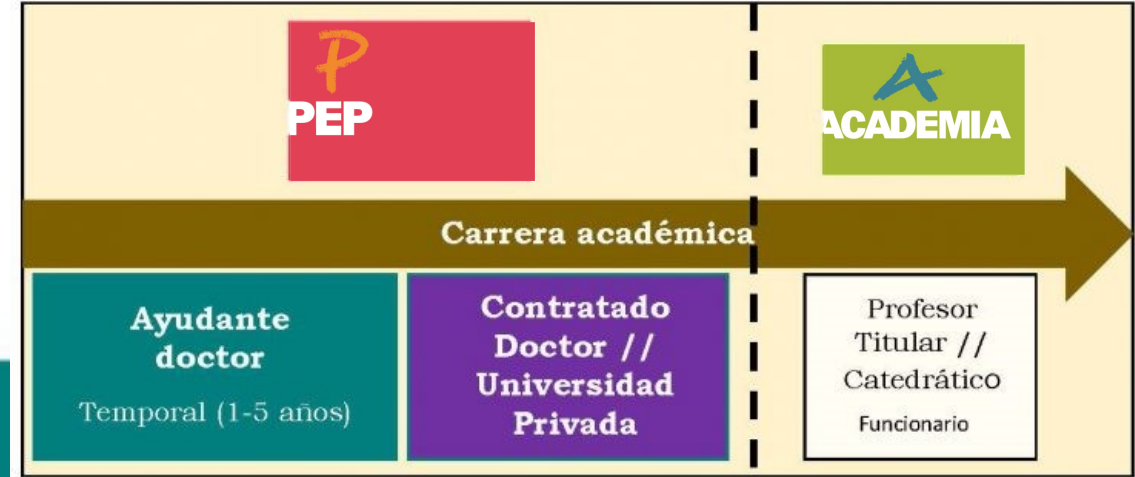 P
PEP
A
ACADEMIA
Carrera académica
Ayudante
doctor
Temporal (1-5 años)
Contratado
Doctor //
Universidad
Privada
Profesor
Titular //
Catedrático
Funcionario